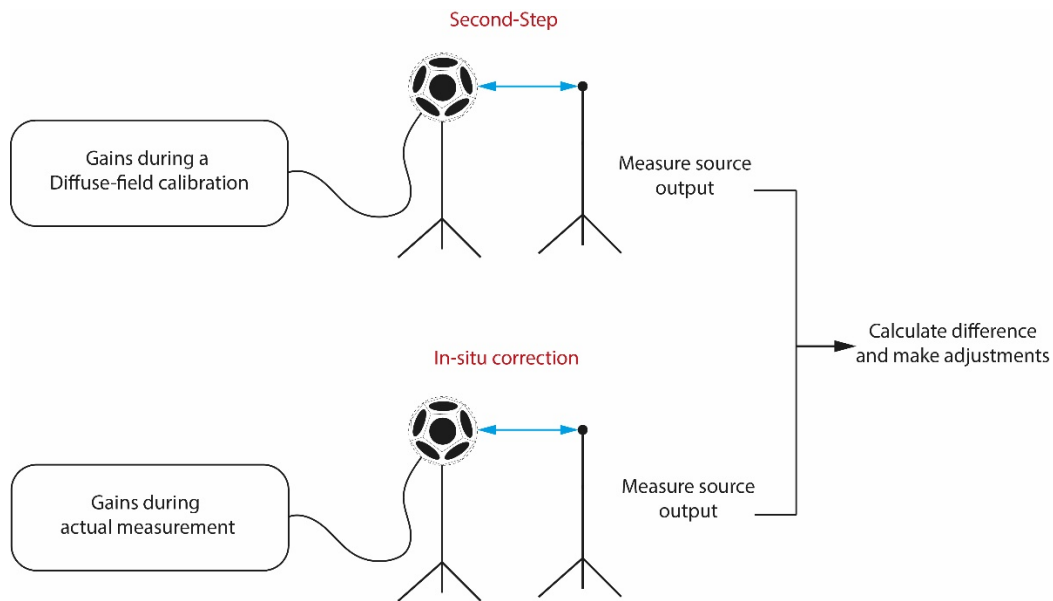 Second-Step
Gains during a
Diffuse-field calibration
Measure source
output
Calculate difference
and make adjustments
In-situ correction
Gains during
actual measurement
Measure source
output